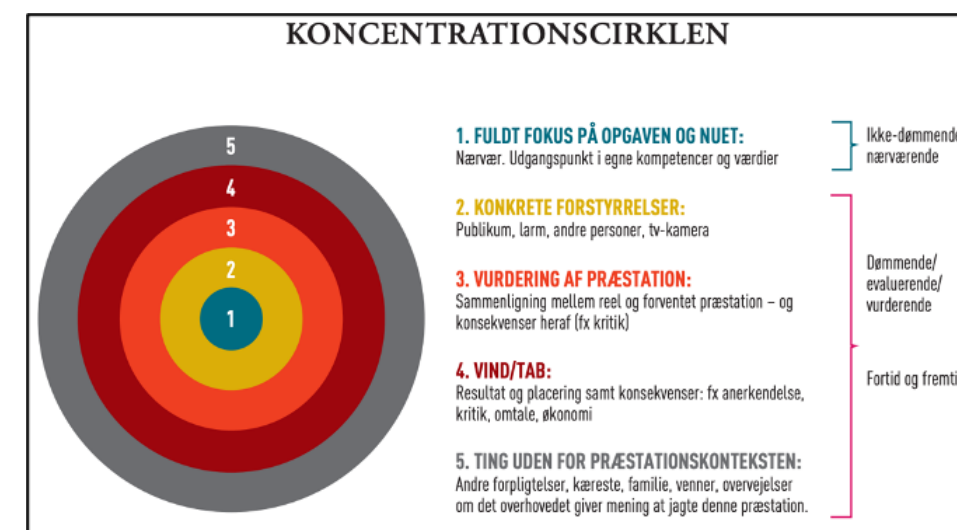 KONCENTRATIONSCIRKLEN
5
4
3
2
1
1. FULDT FOKUS PÅ OPGAVEN OG NUET:
Nærvær. Udgangspunkt i egne kompetencer og værdier
2. KONKRETE FORSTYRRELSER:
Publikum, larm, andre personer, tv-kamera
3. VURDERING AF PRÆSTATION:
Sammenligning mellem reel og forventet præstation – og
konsekvenser heraf (fx kritik)
4. VIND/TAB:
Resultat og placering samt konsekvenser: fx anerkendelse,
kritik, omtale, økonomi
5. TING UDEN FOR PRÆSTATIONSKONTEKSTEN:
Andre forpligtelser, kæreste, familie, venner, overvejelser
om det overhovedet giver mening at jagte denne præstation.
Ikke-dømmende
nærværende
Dømmende/
evaluerende/
vurderende
Fortid og fremti